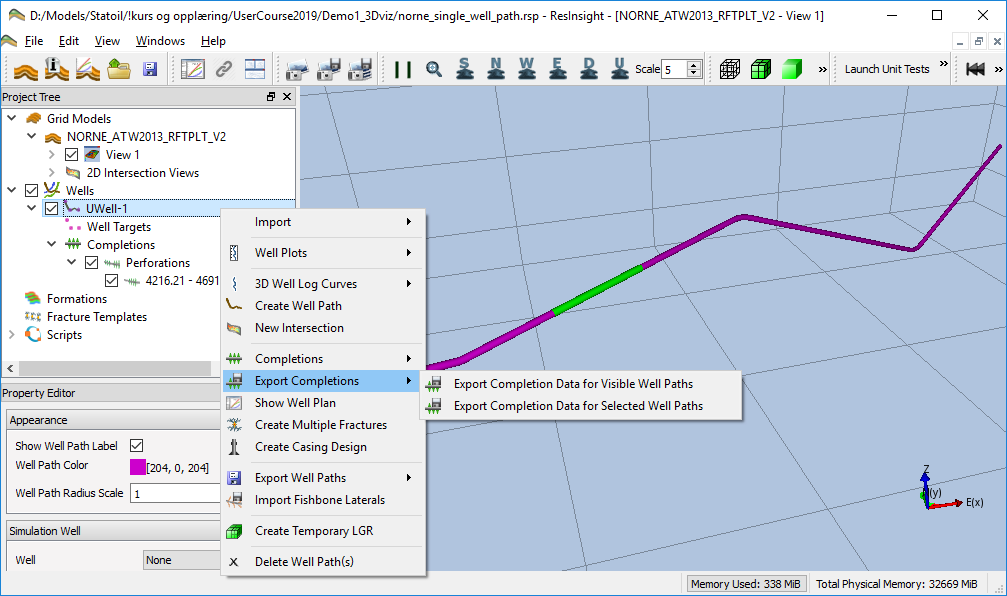 D:/Models/Statoil/!kurs og opplæring/UserCourse2019/Demo1_3Dviz/norne_single_well_path.rsp - ResInsight - [NORNE_ATW2013_RFTPLT_V2 - View 1]
File Edit View Windows Help
S N W E D U Scale 5 » Launch Unit Tests » »
Project Tree
Grid Models
NORNE_ATW2013_RFTPLT_V2
View 1
2D Intersection Views
Wells
UWell-1
Well Targets
Completions
Perforations
4216.21 - 4691
Formations
Fracture Templates
Scripts
Property Editor
Appearance
Show Well Path Label
Well Path Color [204, 0, 204]
Well Path Radius Scale 1
Simulation Well
Well None
Import
Well Plots
3D Well Log Curves
Create Well Path
New Intersection
Completions
Export Completions
Show Well Plan
Create Multiple Fractures
Create Casing Design
Export Well Paths
Import Fishbone Laterals
Create Temporary LGR
Delete Well Path(s)
Export Completion Data for Visible Well Paths
Export Completion Data for Selected Well Paths
Z
(y)
E(x)
Memory Used: 338 MiB Total Physical Memory: 32669 MiB